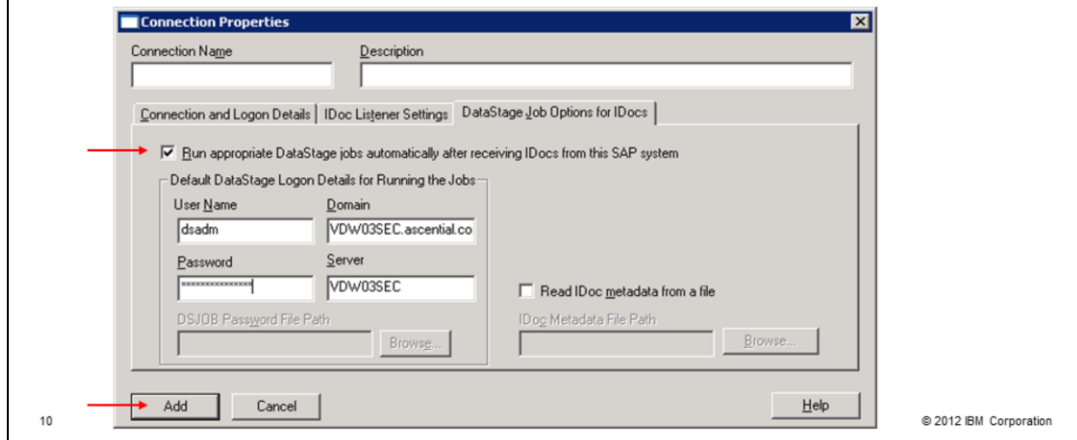 Connection Properties
Connection Name Description
Connection and Logon Details IDoc Listener Settings DataStage Job Options for IDocs
Run appropriate DataStage jobs automatically after receiving IDocs from this SAP system
Default DataStage Logon Details for Running the Jobs
User Name Domain
dsadm VDW03SEC.ascential.co
Password Server
*************** VDW03SEC
Read IDoc metadata from a file
DSJOB Password File Path IDoc Metadata File Path
Browse... Browse...
Add Cancel Help
10 © 2012 IBM Corporation